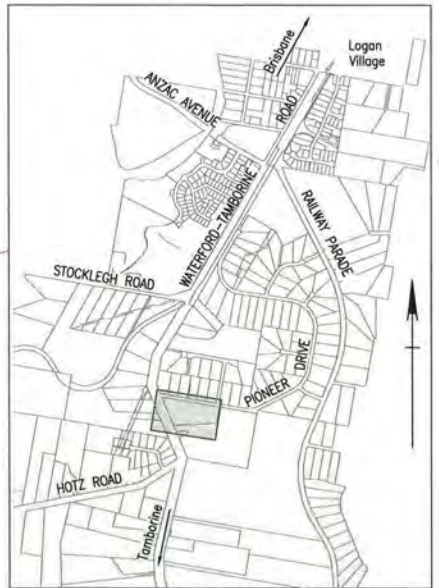 Brisbane
Logan
Village
ANZAC AVENUE
WATERFORD-TAMBORINE ROAD
RAILWAY PARADE
STOCKLEGH ROAD
PIONEER DRIVE
HOTZ ROAD
Tamborine